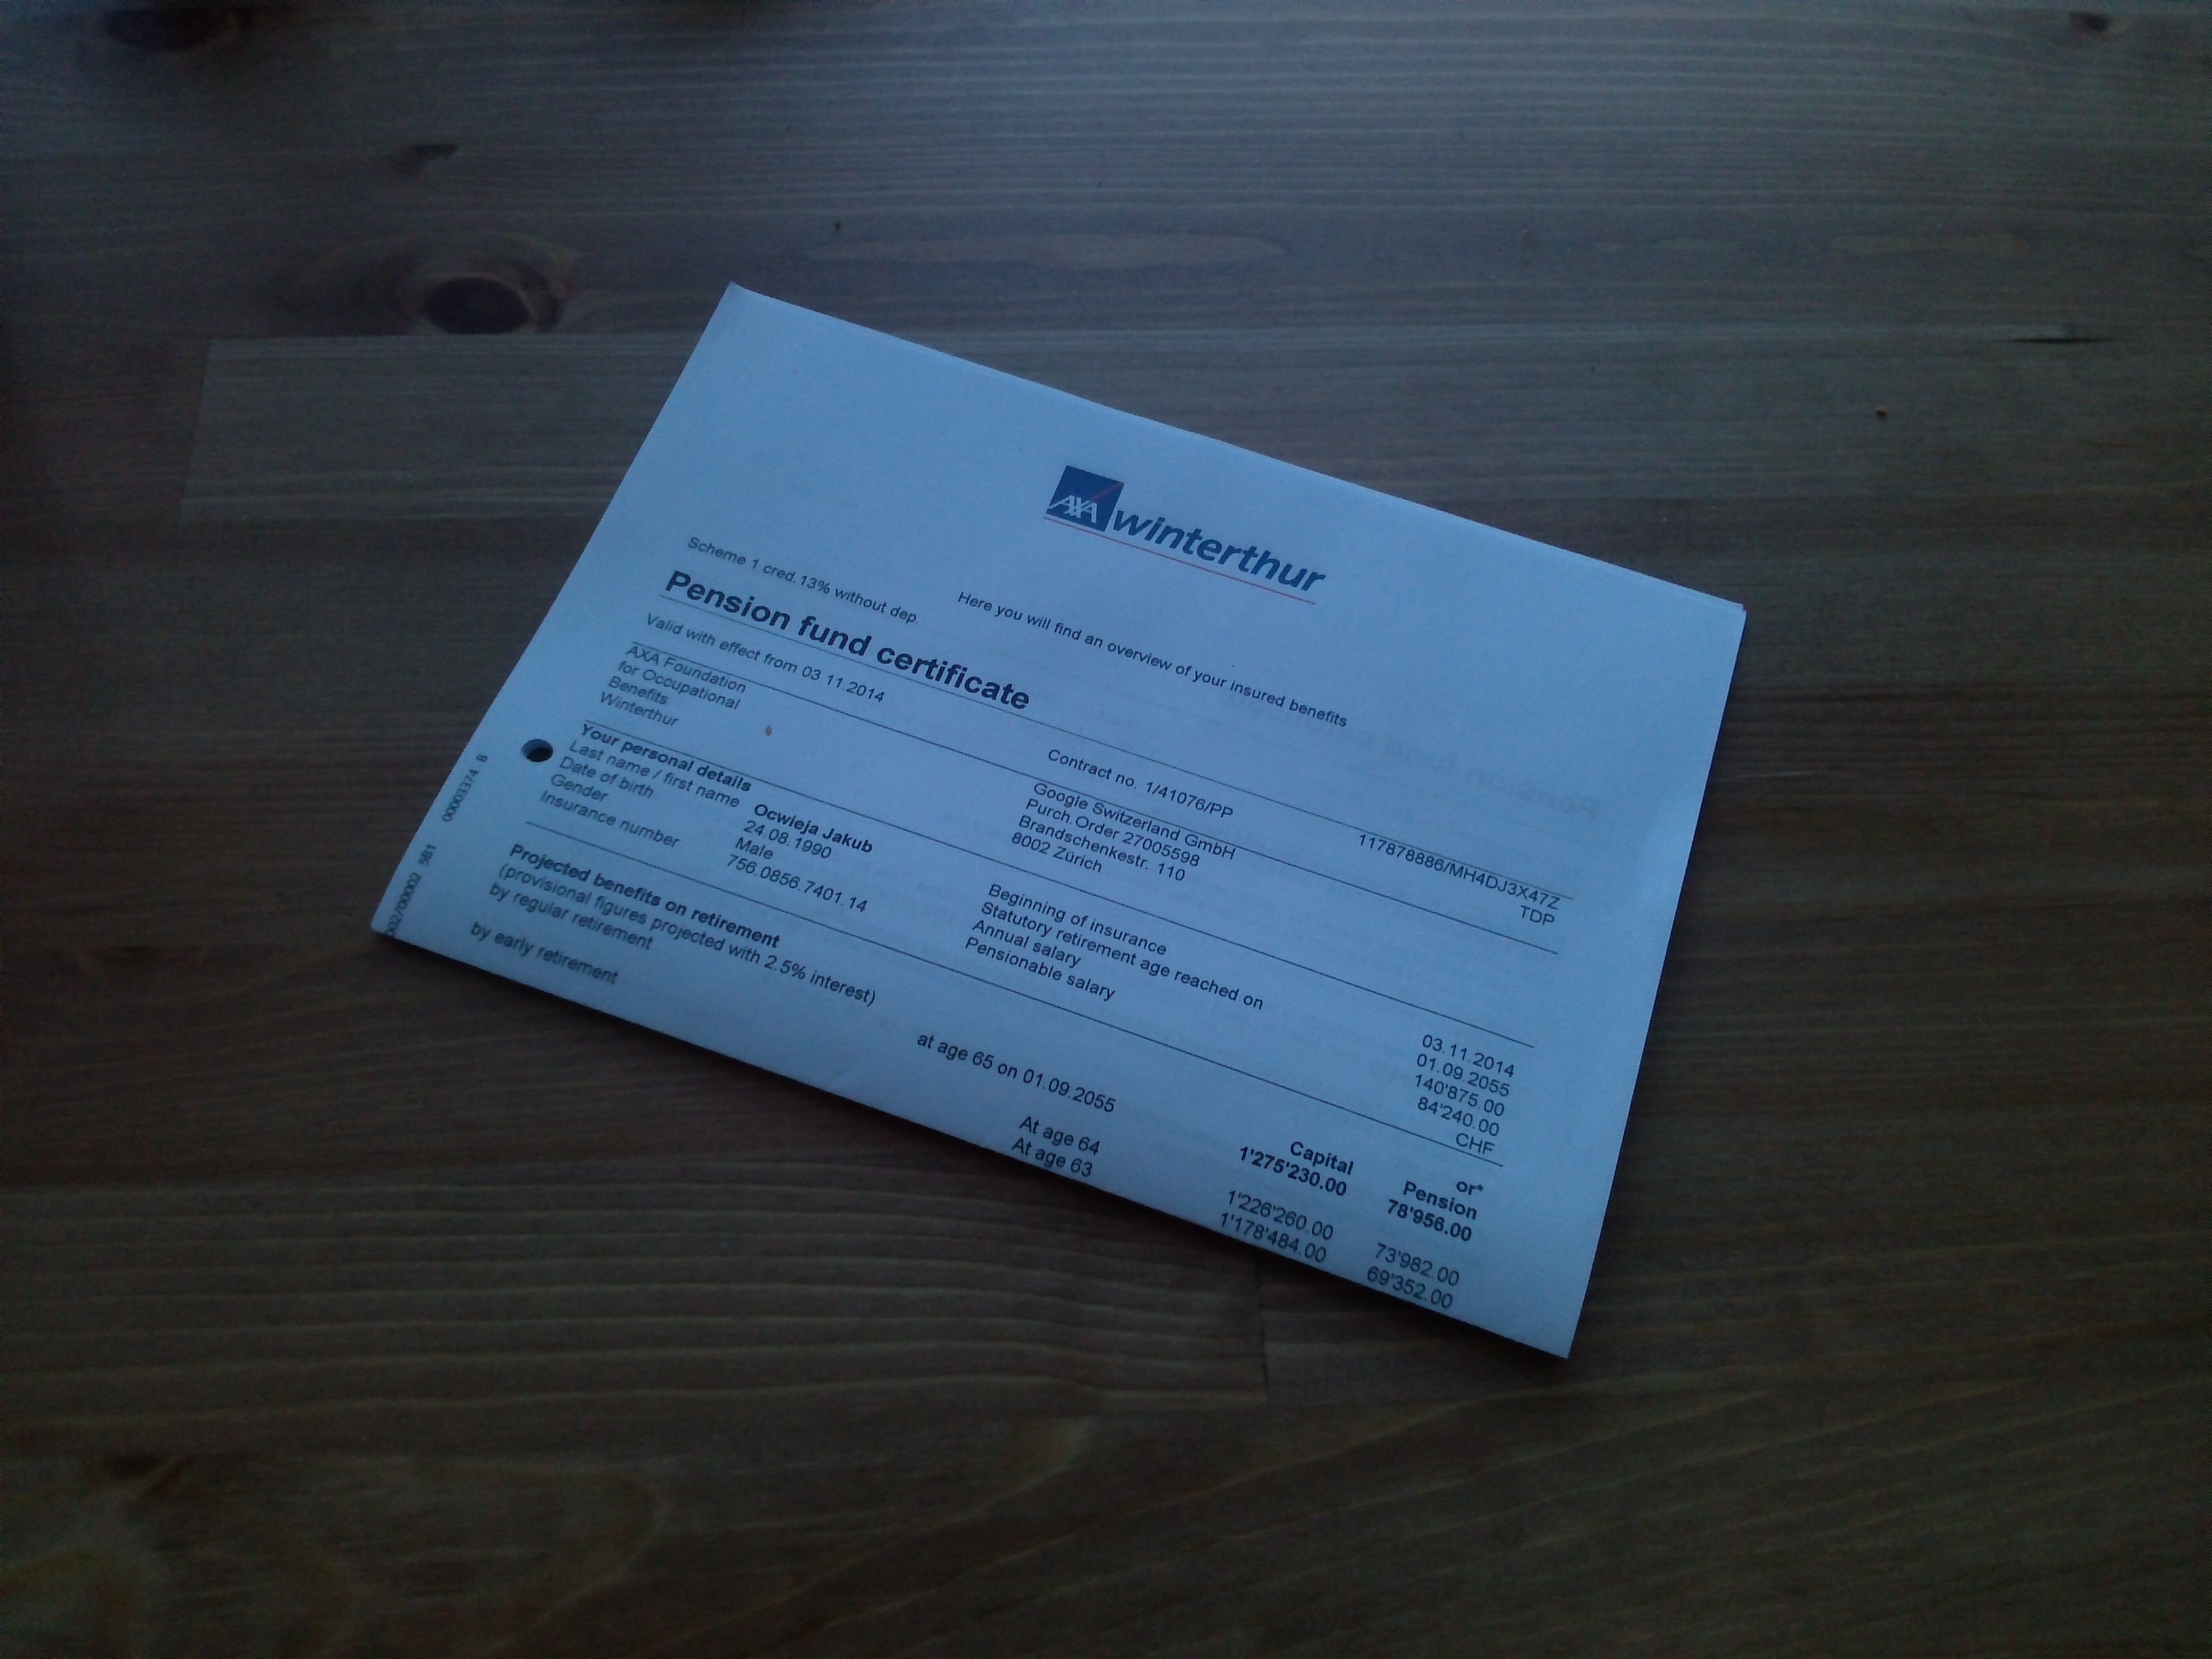 AXA winterthur
Here you will find an overview of your insured benefits
Scheme 1 cred.13% without dep.
Pension fund certificate
Valid with effect from 03.11.2014
Contract no. 1/41076/PP
117878886/MH4DJ3X47Z
AXA Foundation
for Occupational
Benefits
Winterthur
Google Switzerland GmbH
Purch.Order 27005598
Brandschenkestr. 110
8002 Zürich
TDP
Your personal details
Last name / first name Ocwieja Jakub
Date of birth 24.08.1990
Gender Male
Insurance number 756.0856.7401.14
Beginning of insurance 03.11.2014
Statutory retirement age reached on 01.09.2055
Annual salary 140'875.00
Pensionable salary 84'240.00
CHF
Projected benefits on retirement
(provisional figures projected with 2.5% interest)
Capital or* Pension
by regular retirement at age 65 on 01.09.2055 1'275'230.00 78'956.00
by early retirement At age 64 1'226'260.00 73'982.00
At age 63 1'178'484.00 69'352.00
00003374 B
002/00002 5B1